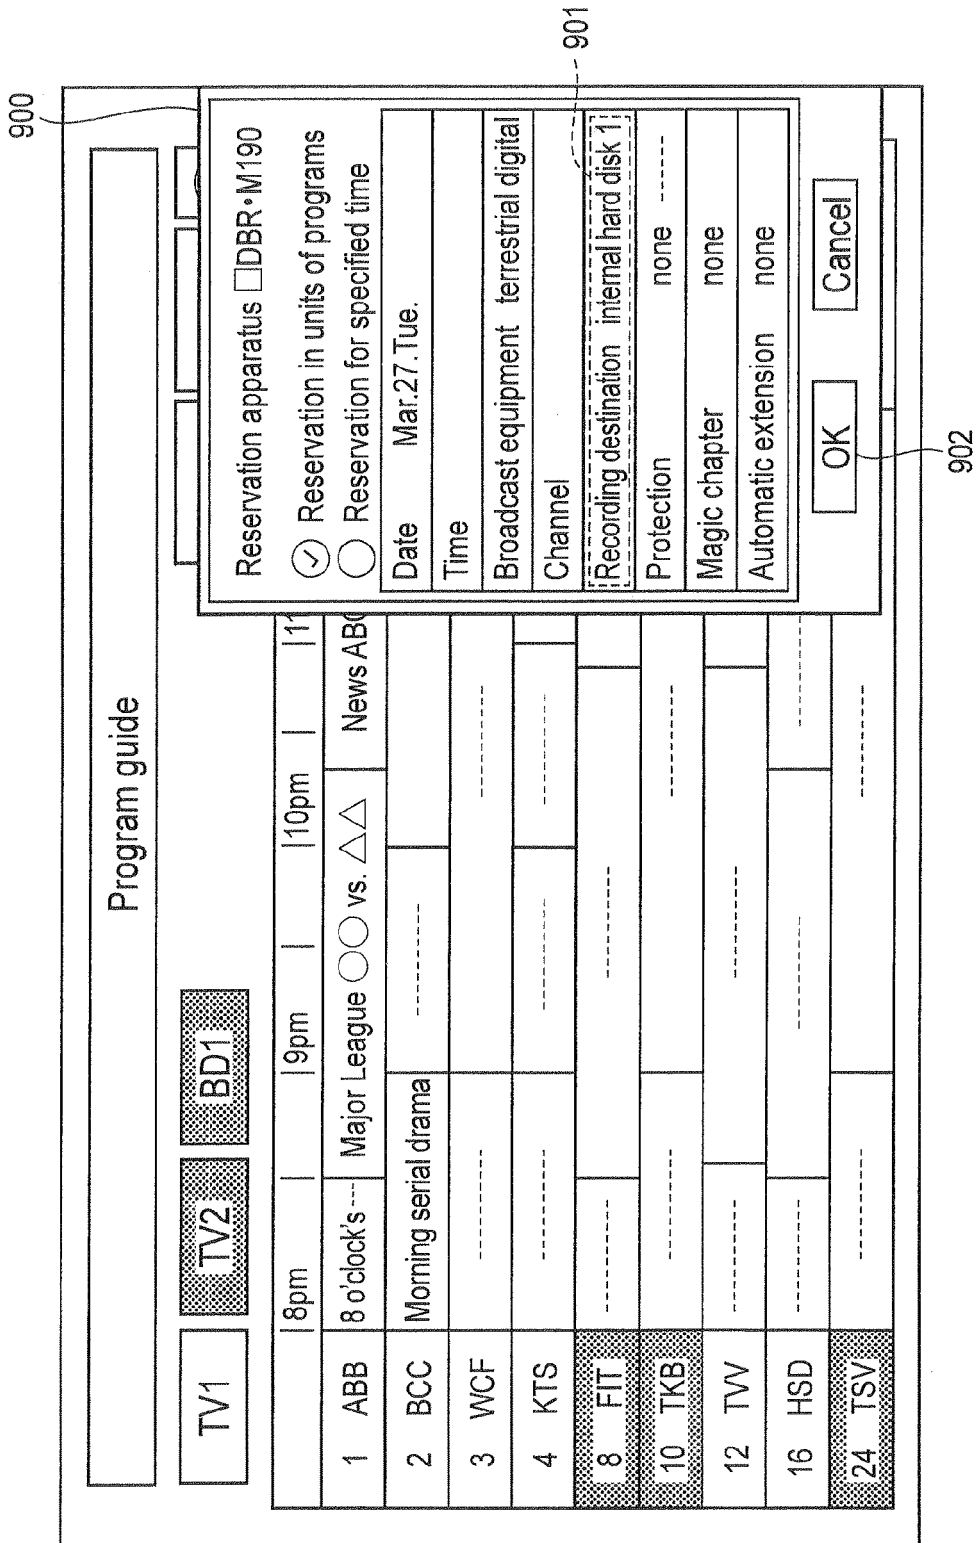 900
Program guide
TV1
TV2
BD1
8pm
9pm
10pm
11
1 ABB
8 o'clock's ----
Major League ○○ vs. △△
News ABC
2 BCC
Morning serial drama
3 WCF
4 KTS
8 FIT
10 TKB
12 TVV
16 HSD
24 TSV
Reservation apparatus □DBR•M190
Reservation in units of programs
Reservation for specified time
Date Mar.27.Tue.
Time
Broadcast equipment terrestrial digital
Channel
Recording destination internal hard disk 1
Protection none
Magic chapter none
Automatic extension none
OK
Cancel
901
902